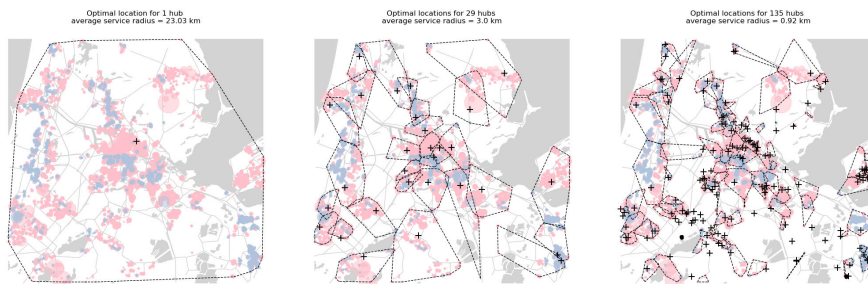 Optimal location for 1 hub
average service radius = 23.03 km
Optimal locations for 29 hubs
average service radius = 3.0 km
Optimal locations for 135 hubs
average service radius = 0.92 km